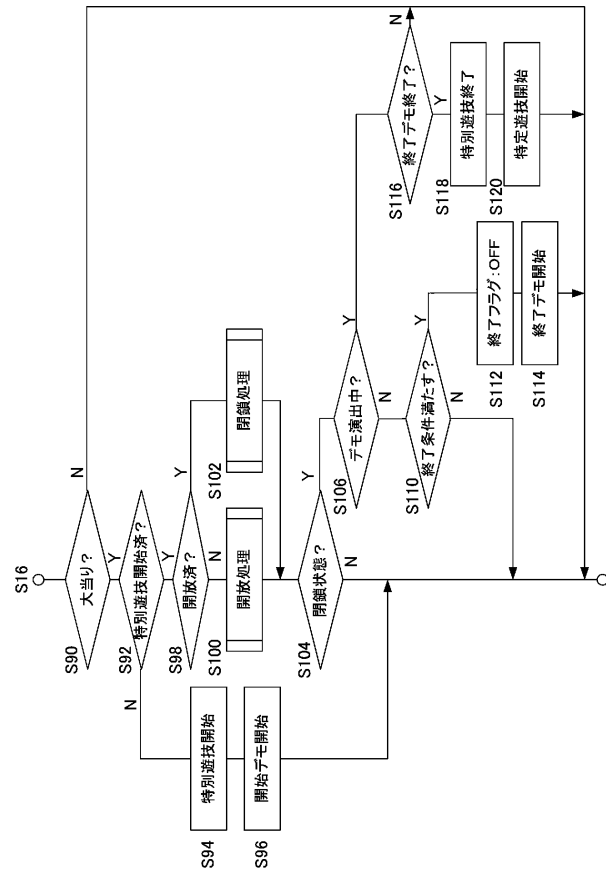 S16
大当り?
S90
N
Y
特別遊技開始済?
S92
N
Y
特別遊技開始
S94
開始デモ開始
S96
開放済?
S98
Y
N
開放処理
S100
閉鎖処理
S102
閉鎖状態?
S104
Y
N
デモ演出中?
S106
Y
N
終了条件満たす?
S110
Y
N
終了フラグ:OFF
S112
終了デモ開始
S114
終了デモ終了?
S116
N
Y
特別遊技終了
S118
特定遊技開始
S120